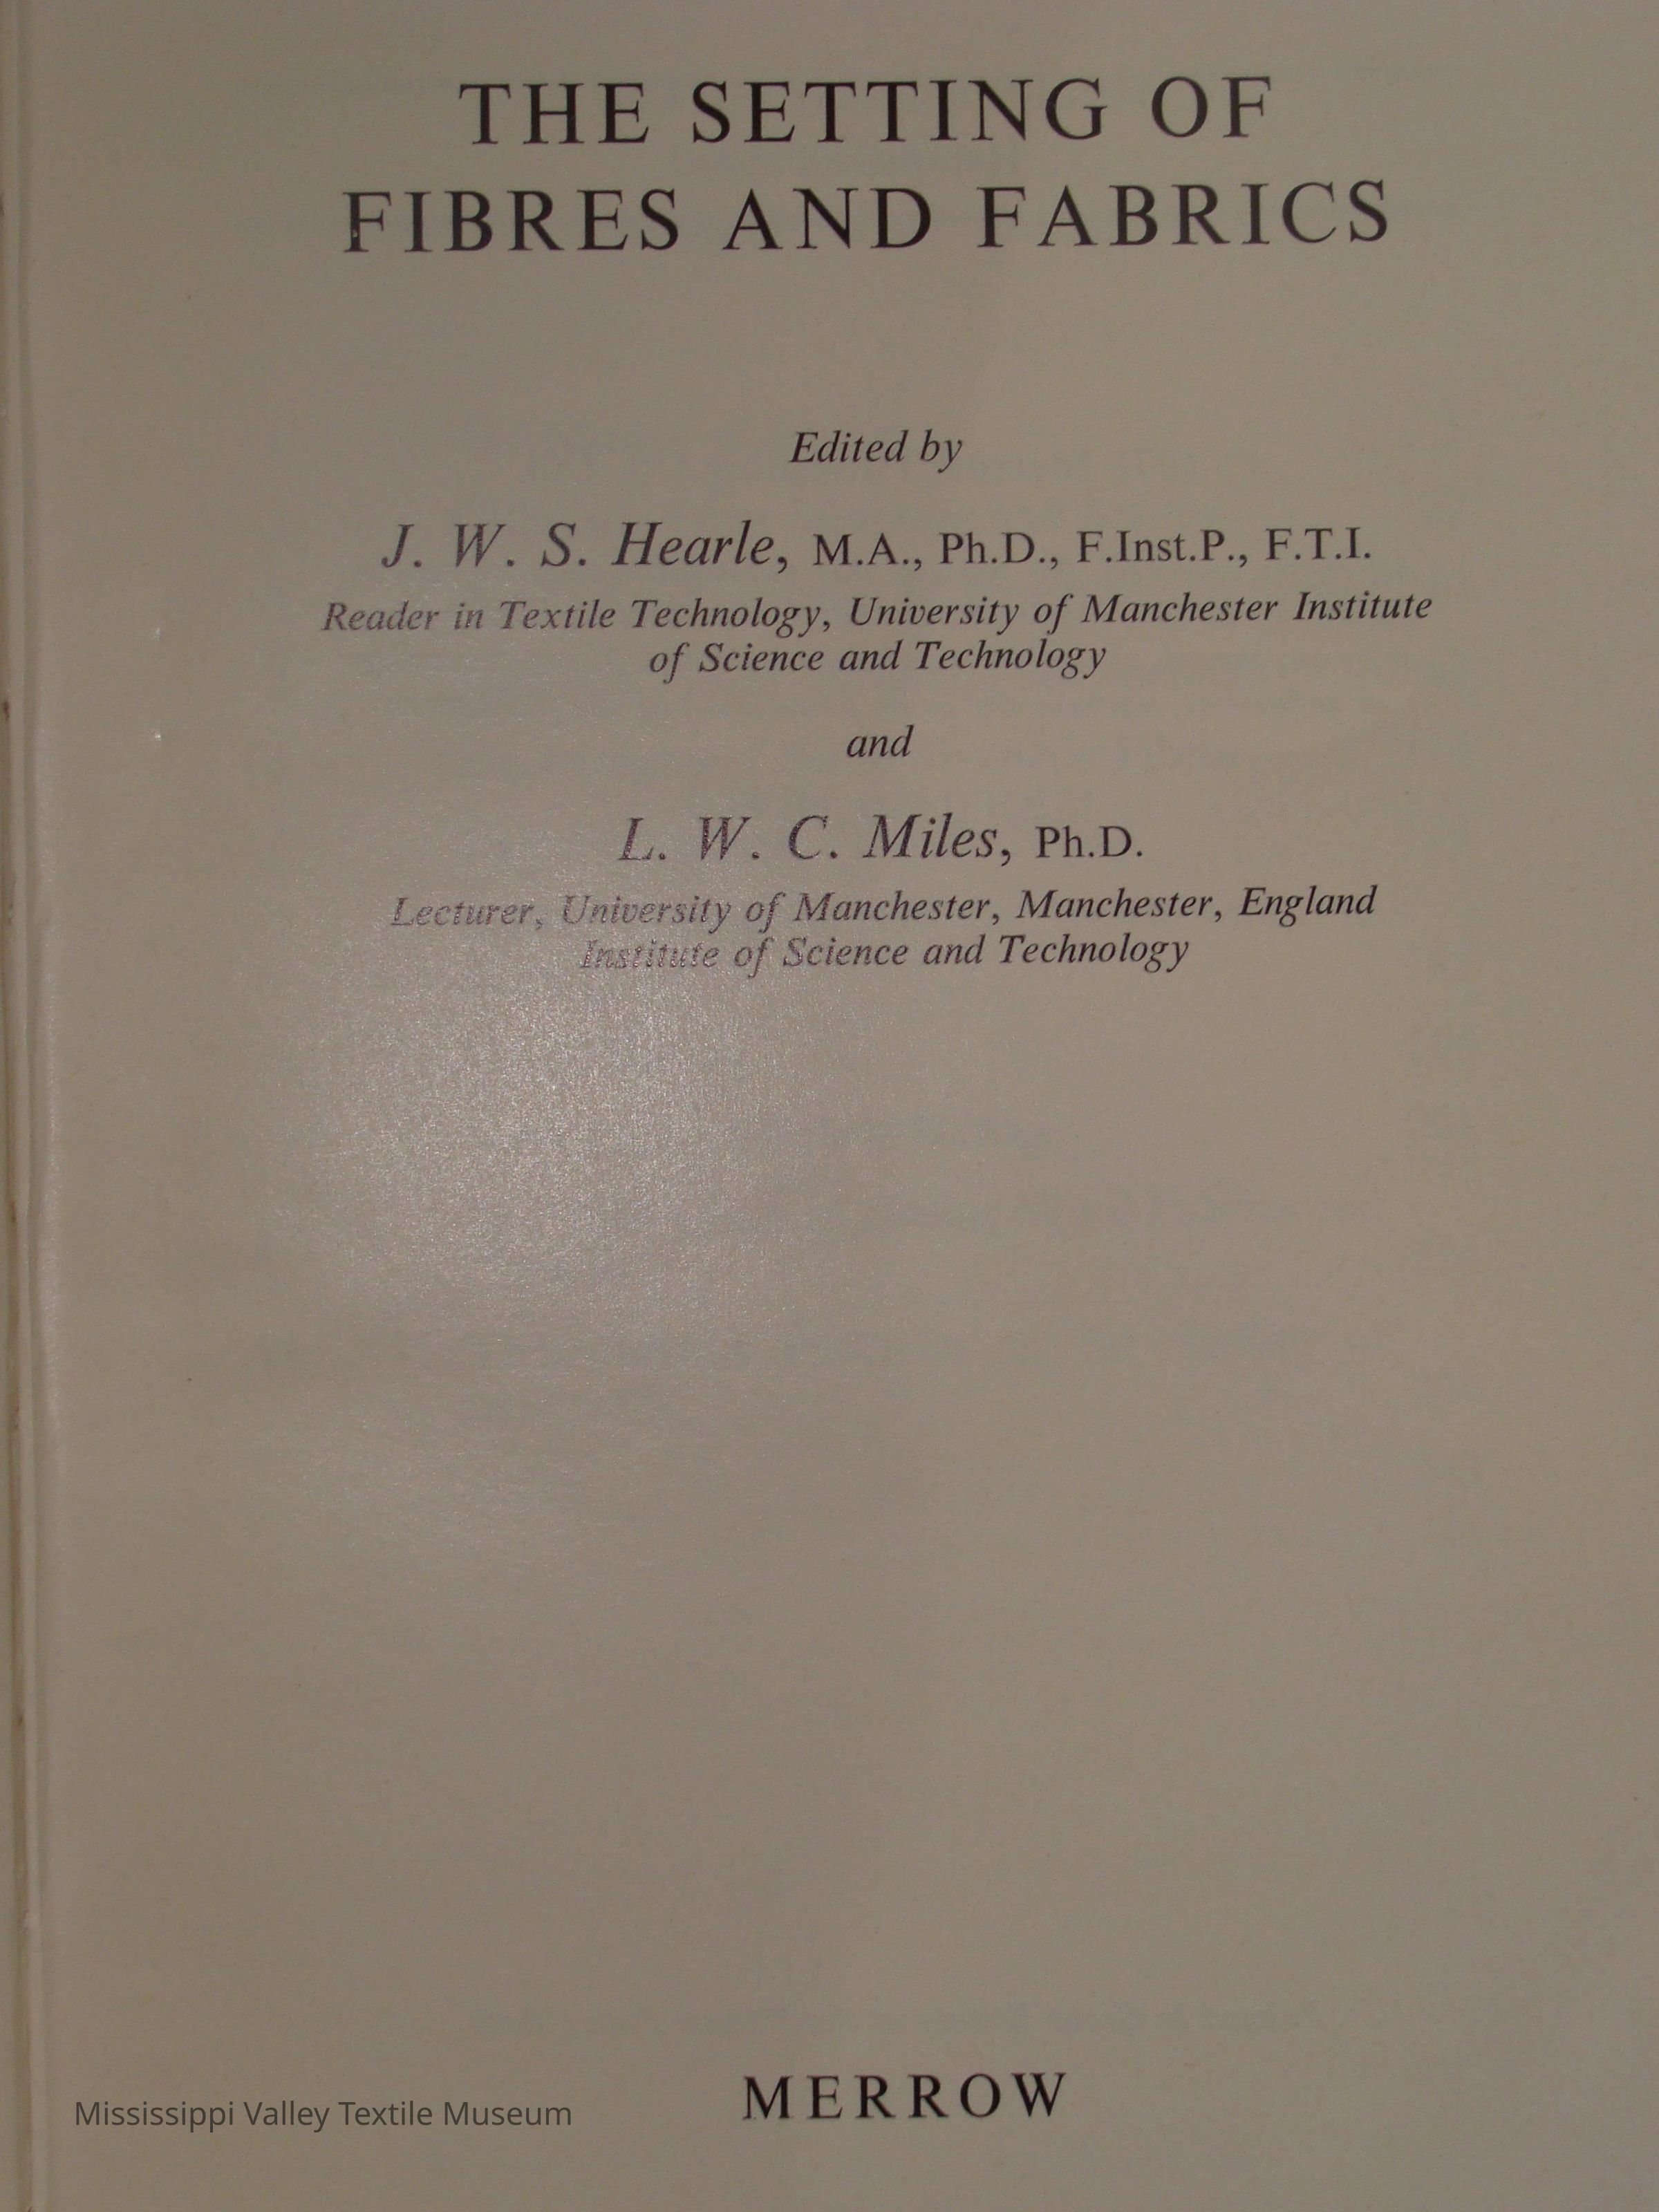 THE SETTING OF
FIBRES AND FABRICS
Edited by
J. W. S. Hearle, M.A., Ph.D., F.Inst.P., F.T.I.
Reader in Textile Technology, University of Manchester Institute
of Science and Technology
and
L. W. C. Miles, Ph.D.
Lecturer, University of Manchester, Manchester, England
Institute of Science and Technology
MERROW
Mississippi Valley Textile Museum